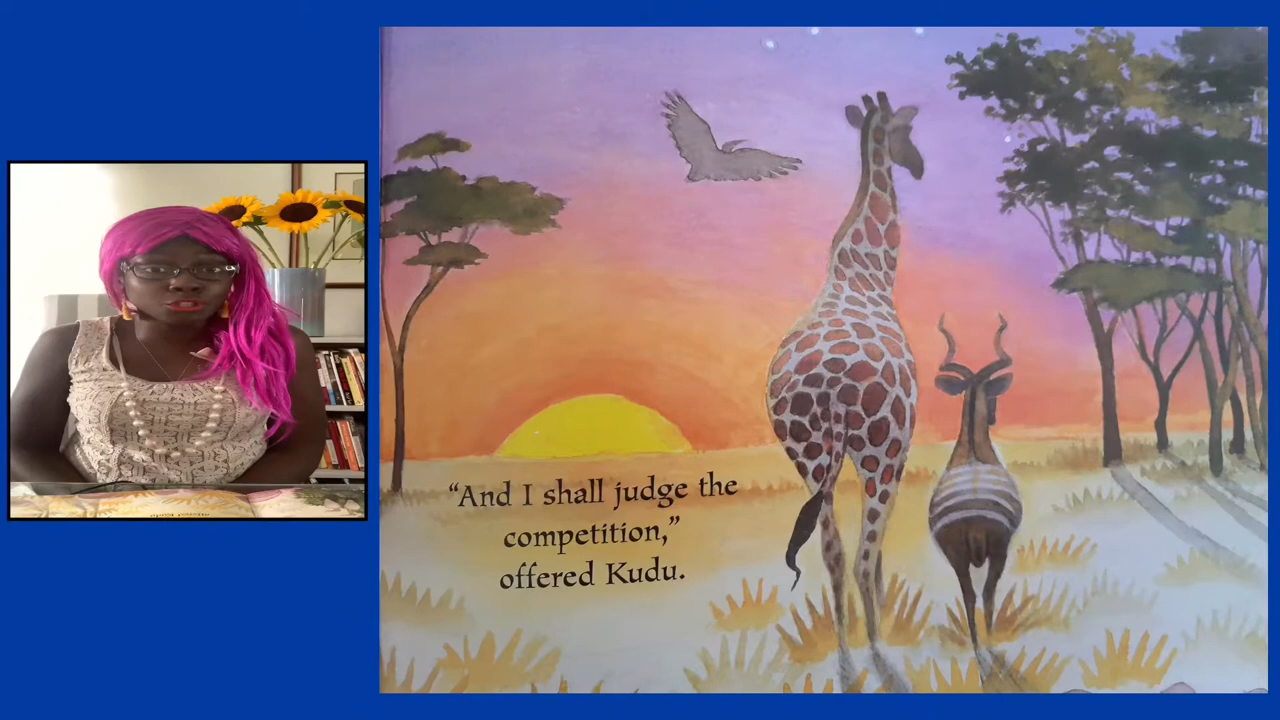 “And I shall judge the
competition,”
offered Kudu.